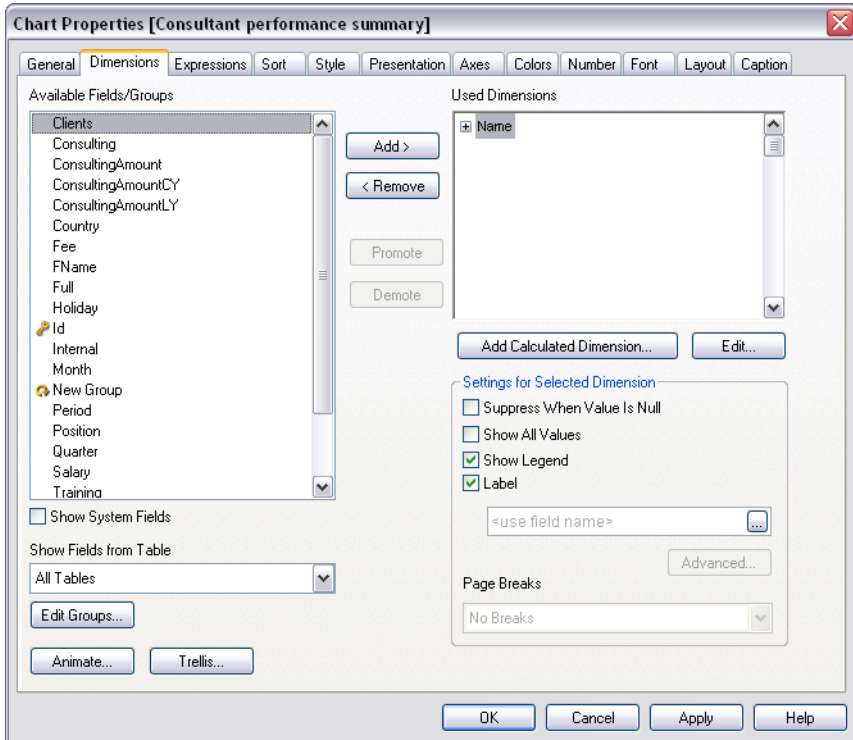 Chart Properties [Consultant performance summary]
General Dimensions Expressions Sort Style Presentation Axes Colors Number Font Layout Caption
Available Fields/Groups
Clients
Consulting
ConsultingAmount
ConsultingAmountCY
ConsultingAmountLY
Country
Fee
FName
Full
Holiday
Id
Internal
Month
New Group
Period
Position
Quarter
Salary
Training
Show System Fields
Show Fields from Table
All Tables
Edit Groups...
Animate... Trellis...
Add >
< Remove
Promote
Demote
Used Dimensions
Name
Add Calculated Dimension... Edit...
Settings for Selected Dimension
Suppress When Value Is Null
Show All Values
Show Legend
Label
<use field name> ...
Advanced...
Page Breaks
No Breaks
OK Cancel Apply Help